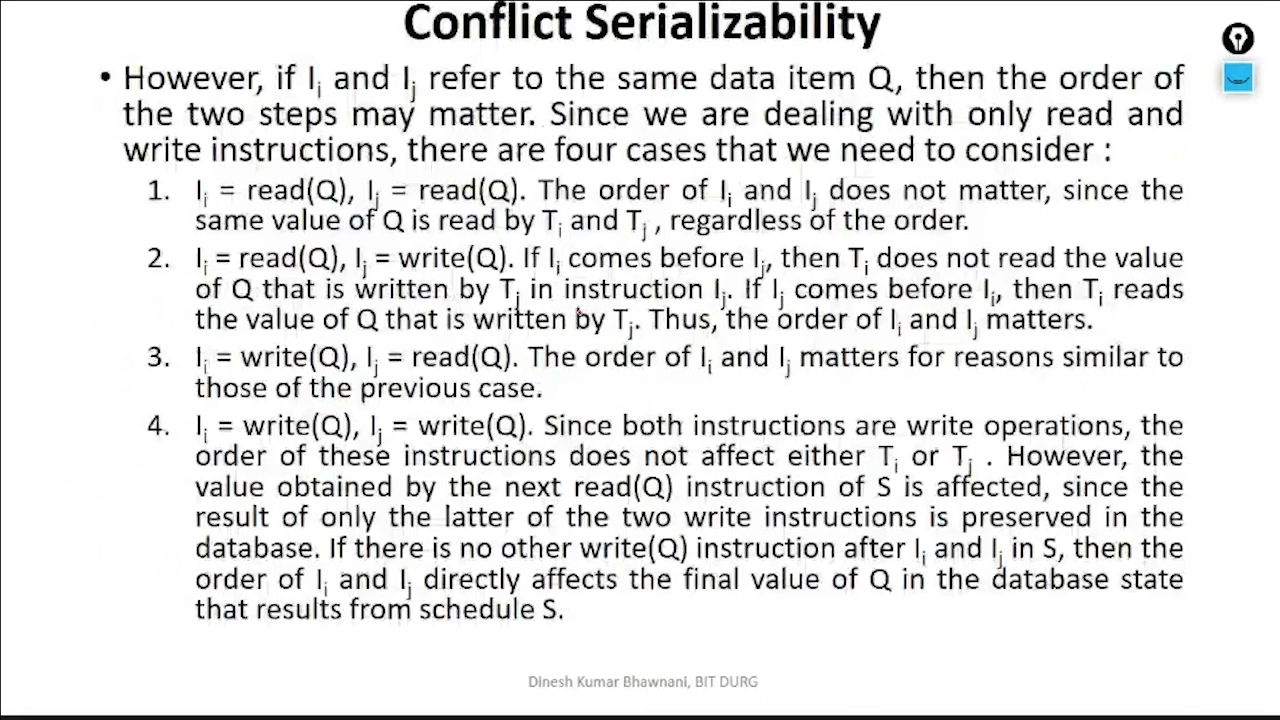 Conflict Serializability
• However, if Ii and Ij refer to the same data item Q, then the order of
the two steps may matter. Since we are dealing with only read and
write instructions, there are four cases that we need to consider :
1. Ii = read(Q), Ij = read(Q). The order of Ii and Ij does not matter, since the
same value of Q is read by Ti and Tj , regardless of the order.
2. Ii = read(Q), Ij = write(Q). If Ii comes before Ij, then Ti does not read the value
of Q that is written by Tj in instruction Ij. If Ij comes before Ii, then Ti reads
the value of Q that is written by Tj. Thus, the order of Ii and Ij matters.
3. Ii = write(Q), Ij = read(Q). The order of Ii and Ij matters for reasons similar to
those of the previous case.
4. Ii = write(Q), Ij = write(Q). Since both instructions are write operations, the
order of these instructions does not affect either Ti or Tj . However, the
value obtained by the next read(Q) instruction of S is affected, since the
result of only the latter of the two write instructions is preserved in the
database. If there is no other write(Q) instruction after Ii and Ij in S, then the
order of Ii and Ij directly affects the final value of Q in the database state
that results from schedule S.
Dinesh Kumar Bhawnani, BIT DURG